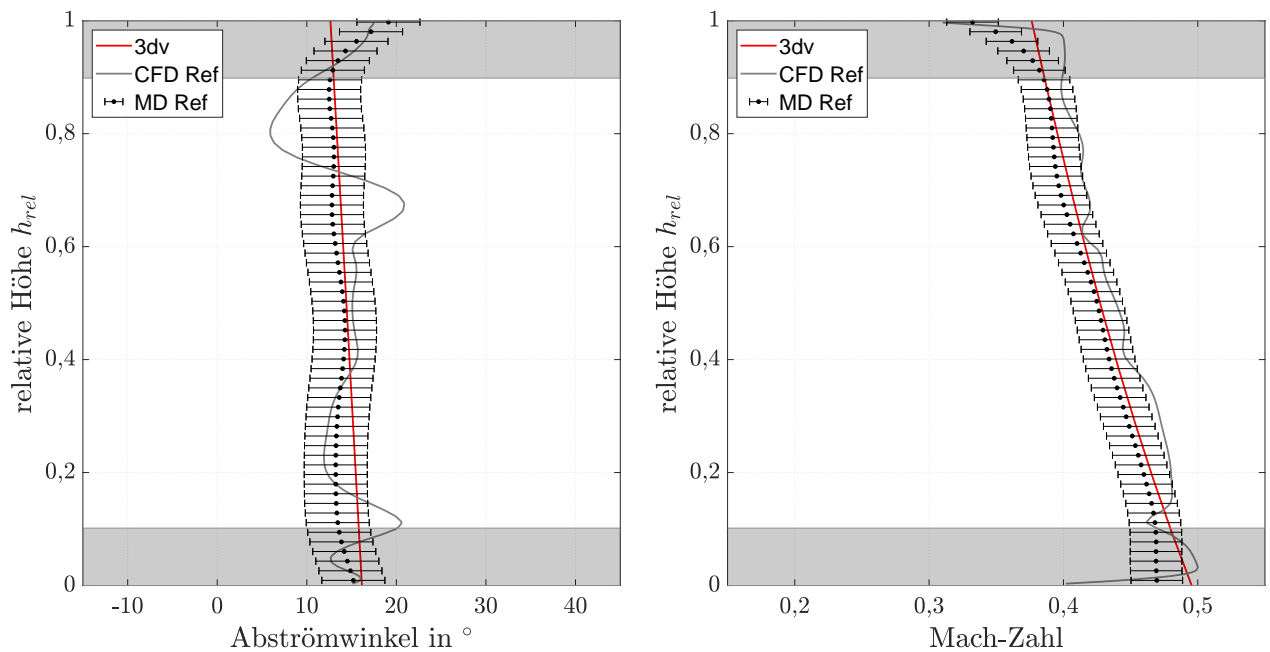 1
0,8
0,6
0,4
0,2
0
relative Höhe h_rel
3dv
CFD Ref
MD Ref
-10 0 10 20 30 40
Abströmwinkel in °
1
0,8
0,6
0,4
0,2
0
relative Höhe h_rel
3dv
CFD Ref
MD Ref
0,2 0,3 0,4 0,5
Mach-Zahl